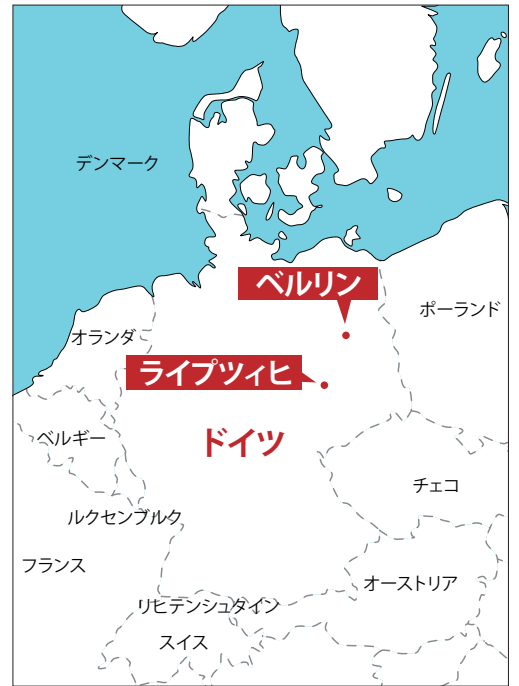 デンマーク
ベルリン
ポーランド
オランダ
ライプツィヒ
ドイツ
ベルギー
チェコ
ルクセンブルク
フランス
オーストリア
リヒテンシュタイン
スイス